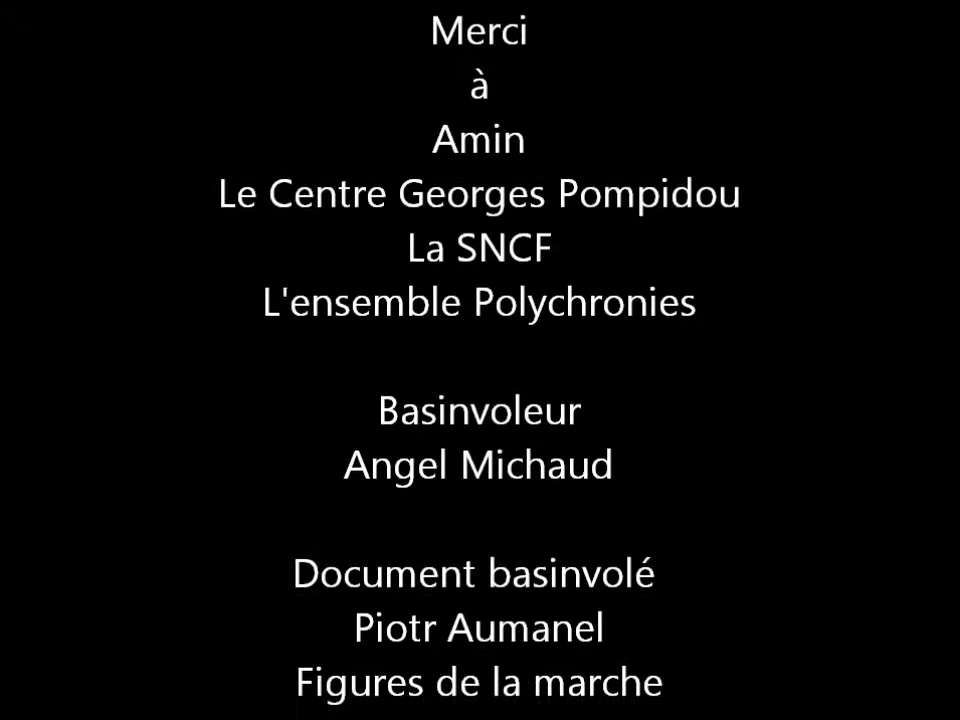 Merci
à
Amin
Le Centre Georges Pompidou
La SNCF
L'ensemble Polychronies
Basinvoleur
Angel Michaud
Document basinvolé
Piotr Aumanel
Figures de la marche